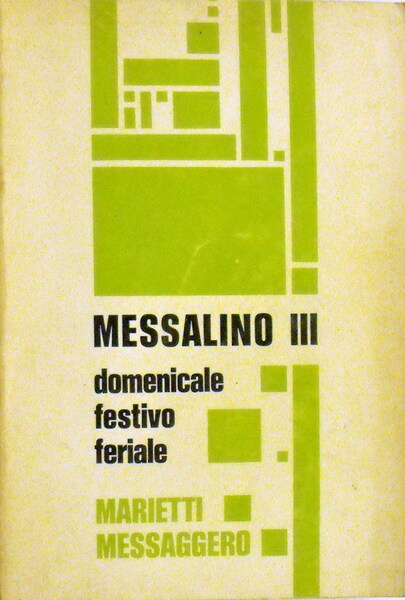 MESSALINO III
domenicale
festivo
feriale
MARIETTI
MESSAGGERO